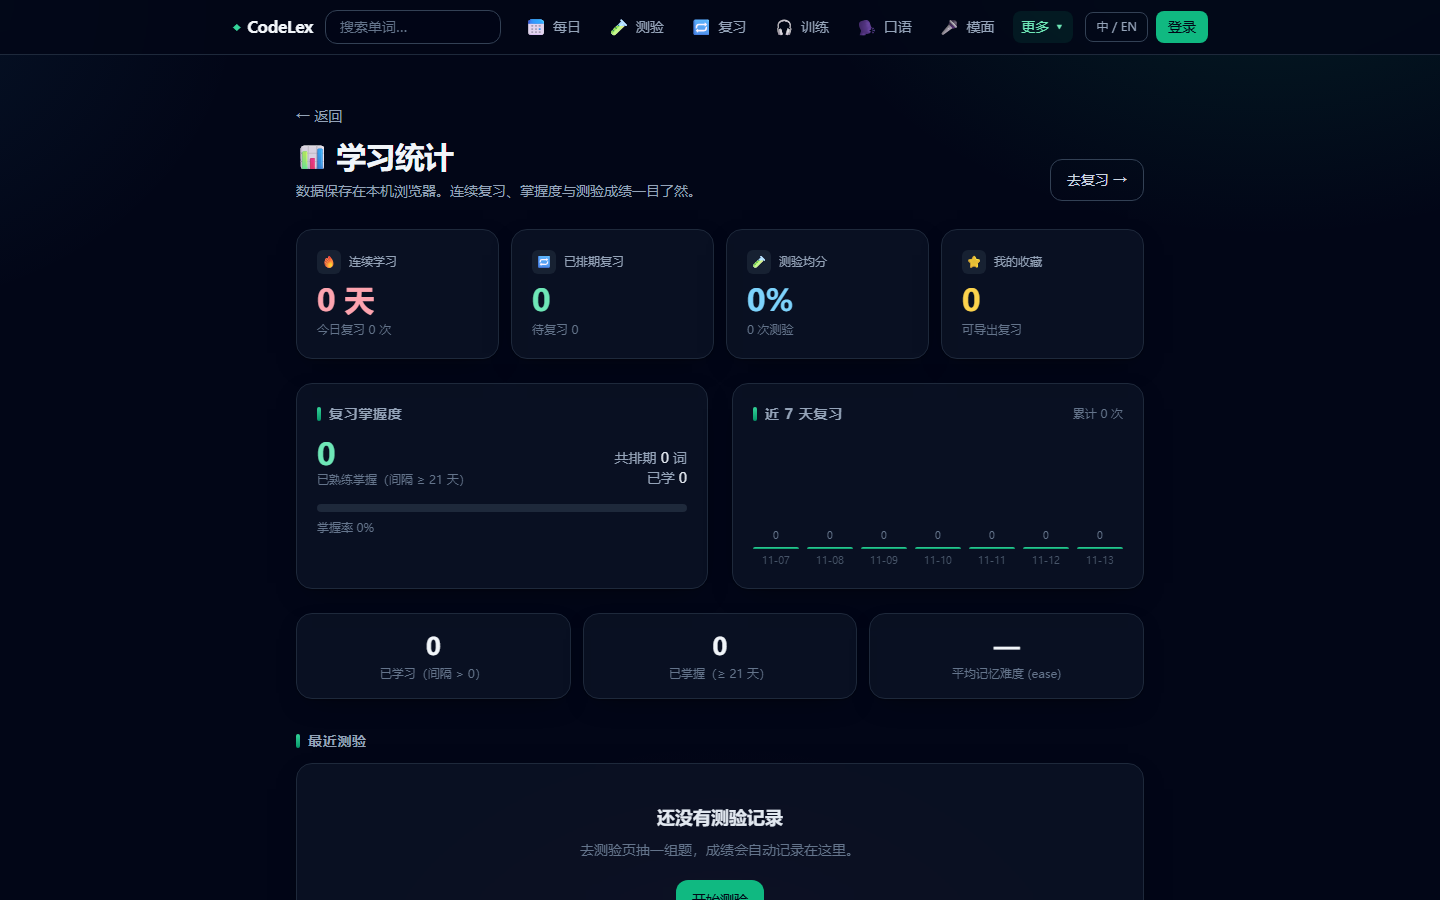 CodeLex
搜索单词...
每日
测验
复习
训练
口语
模面
更多 ▼
中 / EN
登录
← 返回
学习统计
数据保存在本机浏览器。连续复习、掌握度与测验成绩一目了然。
去复习 →
连续学习
0 天
今日复习 0 次
已排期复习
0
待复习 0
测验均分
0%
0 次测验
我的收藏
0
可导出复习
复习掌握度
0
已熟练掌握（间隔 ≥ 21 天）
共排期 0 词
已学 0
掌握率 0%
近 7 天复习
累计 0 次
0 0 0 0 0 0 0
11-07 11-08 11-09 11-10 11-11 11-12 11-13
0
已学习（间隔 > 0）
0
已掌握（≥ 21 天）
—
平均记忆难度 (ease)
最近测验
还没有测验记录
去测验页抽一组题，成绩会自动记录在这里。
开始测验